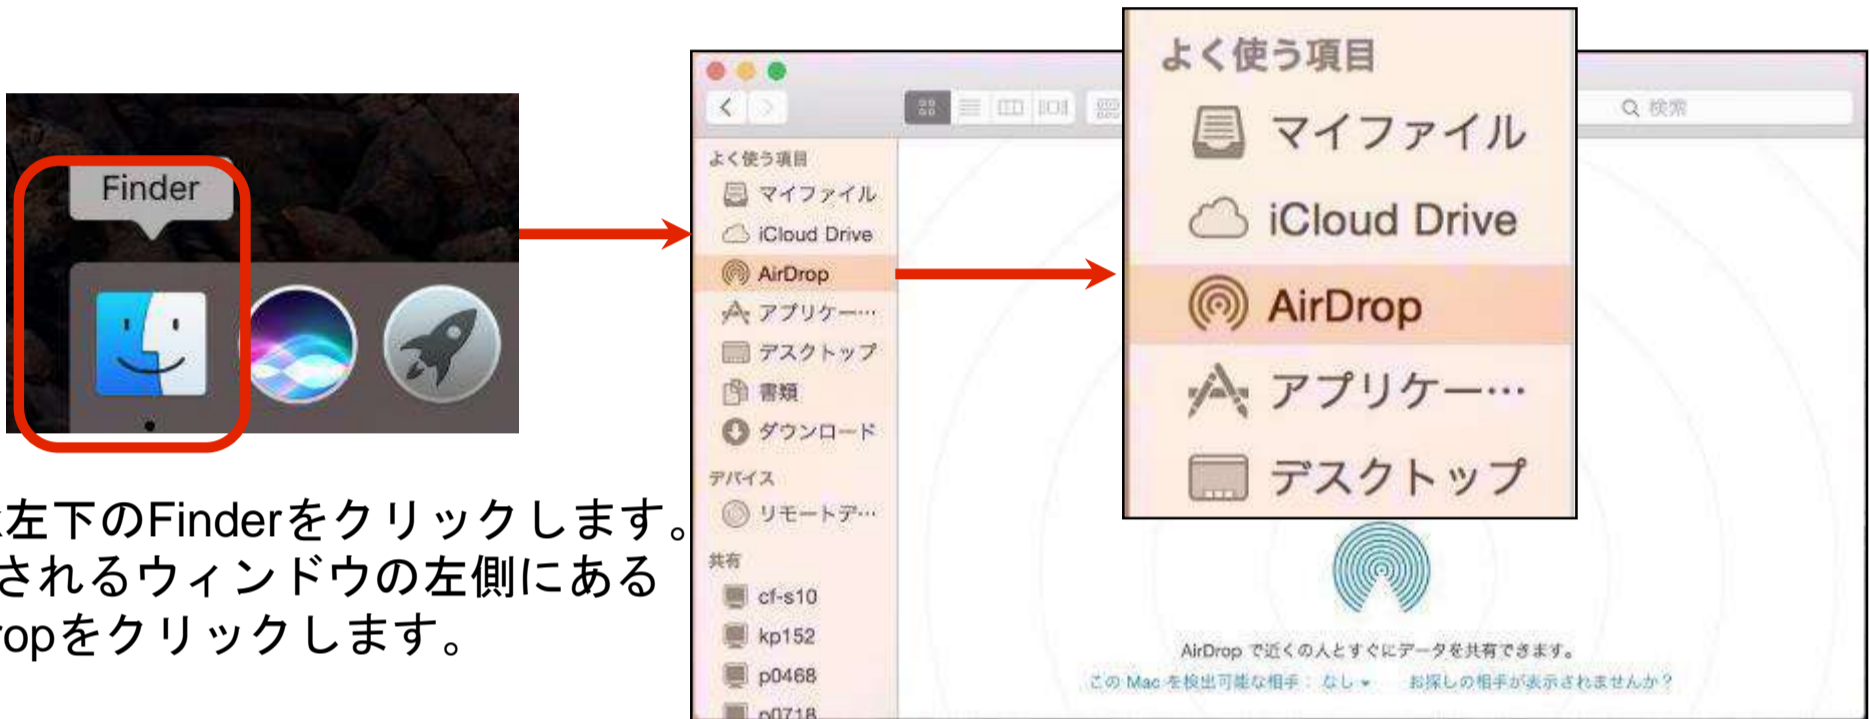 Finder
左下のFinderをクリックします。
されるウィンドウの左側にある
ropをクリックします。
検索
よく使う項目
マイファイル
iCloud Drive
AirDrop
アプリケー…
デスクトップ
書類
ダウンロード
デバイス
リモートデ…
共有
cf-s10
kp152
p0468
p0718
よく使う項目
マイファイル
iCloud Drive
AirDrop
アプリケー…
デスクトップ
AirDrop で近くの人とすぐにデータを共有できます。
この Mac を検出可能な相手： なし お探しの相手が表示されませんか？